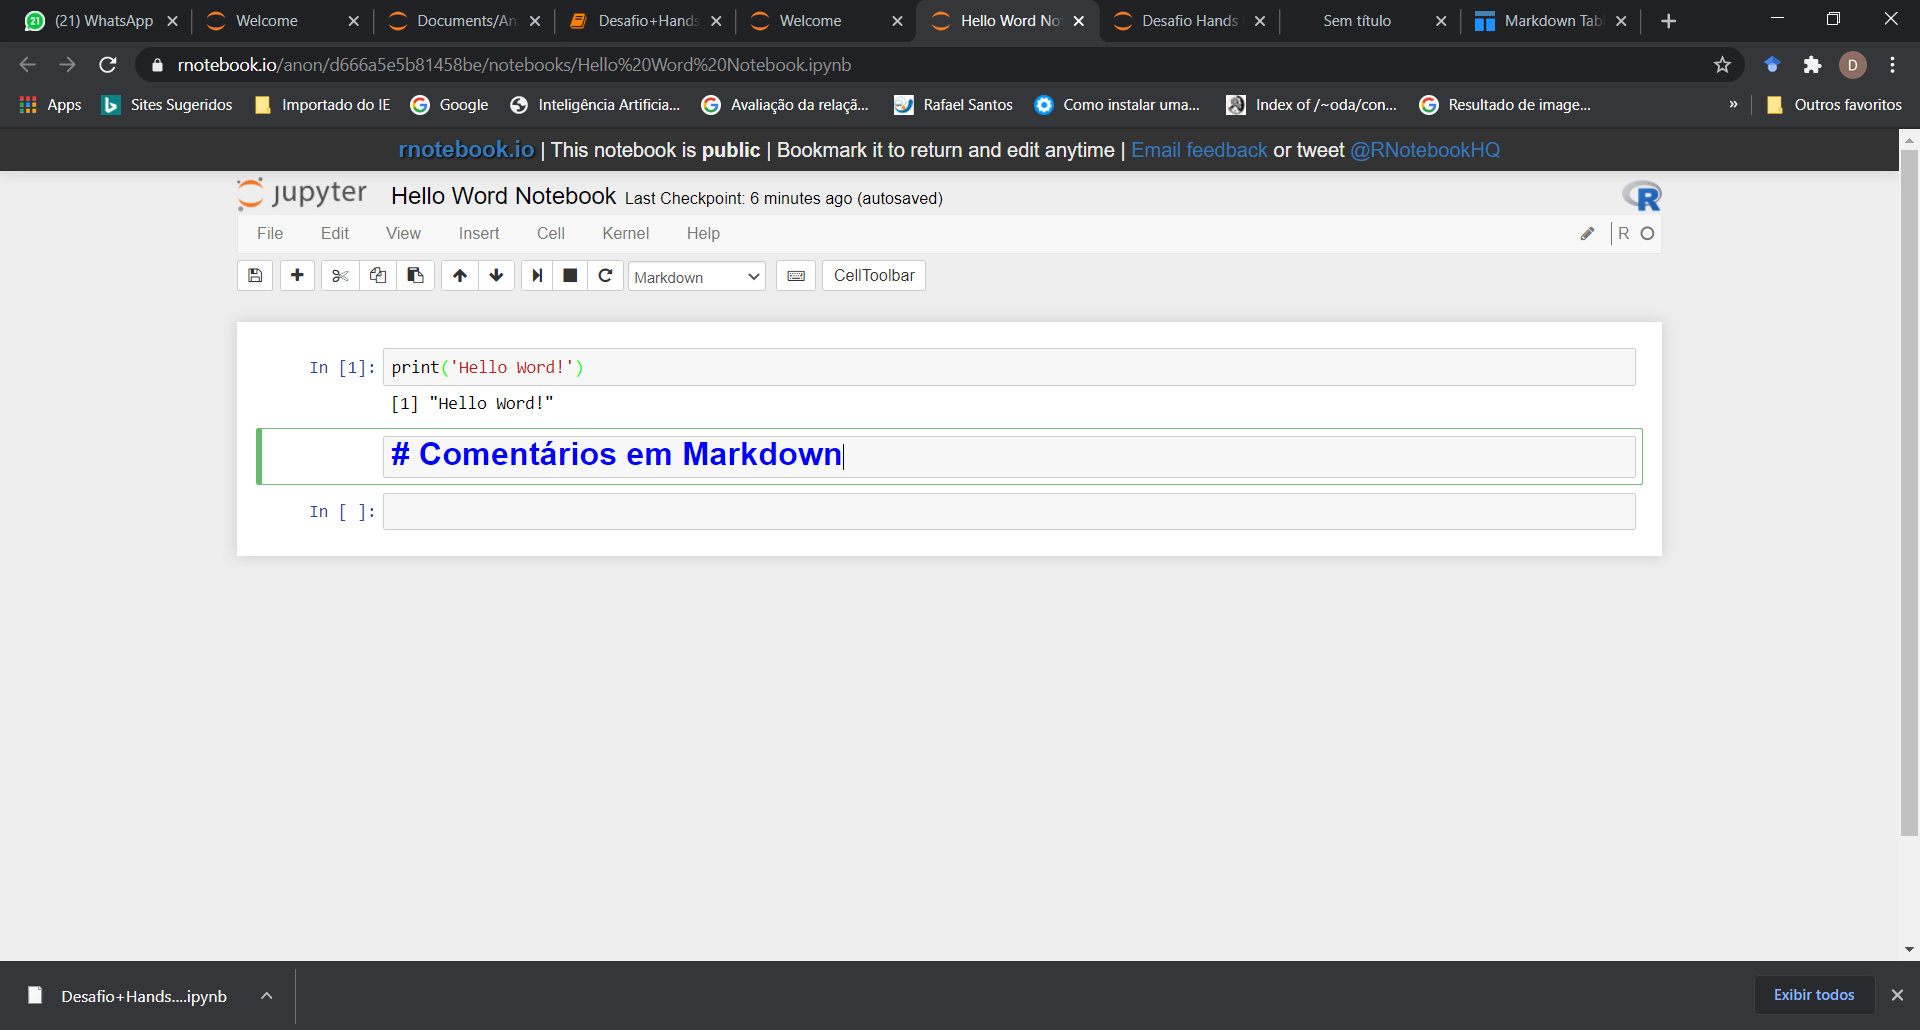 (21) WhatsApp
Welcome
Documents/An
Desafio+Hands
Welcome
Hello Word No
Desafio Hands
Sem título
Markdown Tab
rnotebook.io/anon/d666a5e5b81458be/notebooks/Hello%20Word%20Notebook.ipynb
D
Apps
Sites Sugeridos
Importado do IE
Google
Inteligência Artificia...
Avaliação da relaçã...
Rafael Santos
Como instalar uma...
Index of /~oda/con...
Resultado de image...
»
Outros favoritos
rnotebook.io | This notebook is public | Bookmark it to return and edit anytime | Email feedback or tweet @RNotebookHQ
jupyter Hello Word Notebook Last Checkpoint: 6 minutes ago (autosaved)
R
File Edit View Insert Cell Kernel Help
R
Markdown
CellToolbar
In [1]: print('Hello Word!')
[1] "Hello Word!"
# Comentários em Markdown
In [ ]:
Desafio+Hands....ipynb
Exibir todos